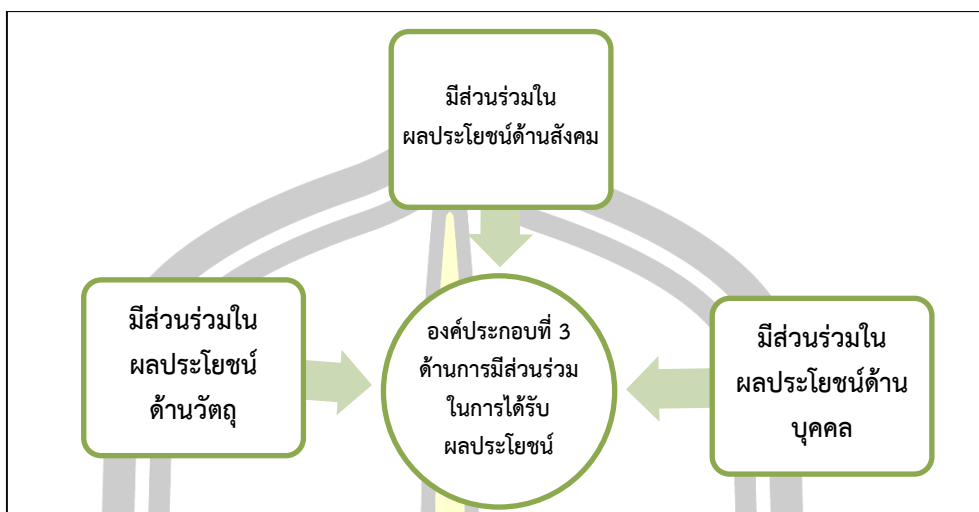 มีส่วนร่วมใน
ผลประโยชน์ด้านสังคม
มีส่วนร่วมใน
ผลประโยชน์
ด้านวัตถุ
องค์ประกอบที่ 3
ด้านการมีส่วนร่วม
ในการได้รับ
ผลประโยชน์
มีส่วนร่วมใน
ผลประโยชน์ด้าน
บุคคล